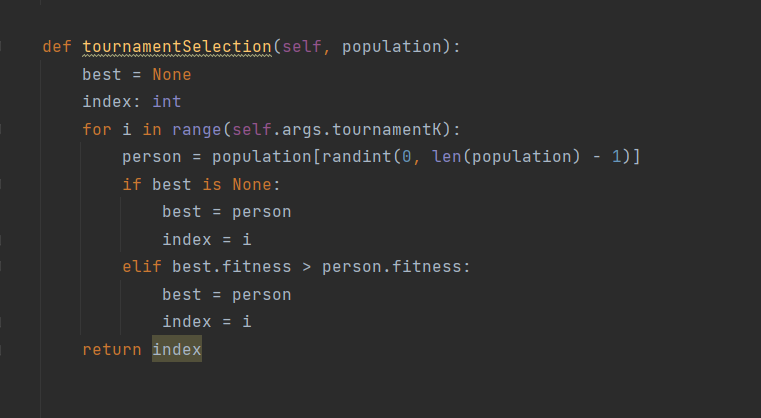 def tournamentSelection(self, population):
    best = None
    index: int
    for i in range(self.args.tournamentK):
        person = population[randint(0, len(population) - 1)]
        if best is None:
            best = person
            index = i
        elif best.fitness > person.fitness:
            best = person
            index = i
    return index